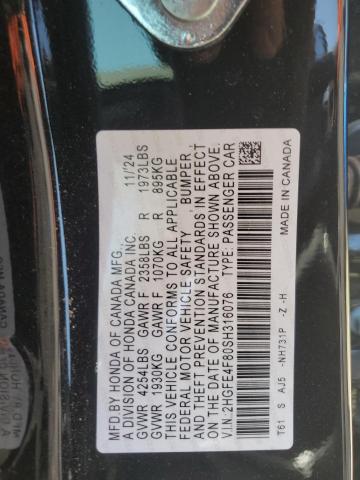 MFD.BY HONDA OF CANADA MFG.,
A DIVISION OF HONDA CANADA INC. 11/24
GVWR 4254LBS GAWR F 2358LBS R 1973LBS
GVWR 1930KG GAWR F 1070KG R 895KG
THIS VEHICLE CONFORMS TO ALL APPLICABLE
FEDERAL MOTOR VEHICLE SAFETY BUMPER,
AND THEFT PREVENTION STANDARDS IN EFFECT
ON THE DATE OF MANUFACTURE SHOWN ABOVE.
V.I.N:2HGFE4F80SH316076 TYPE:PASSENGER CAR
T61 S AJ5 -NH731P -Z -H MADE IN CANADA